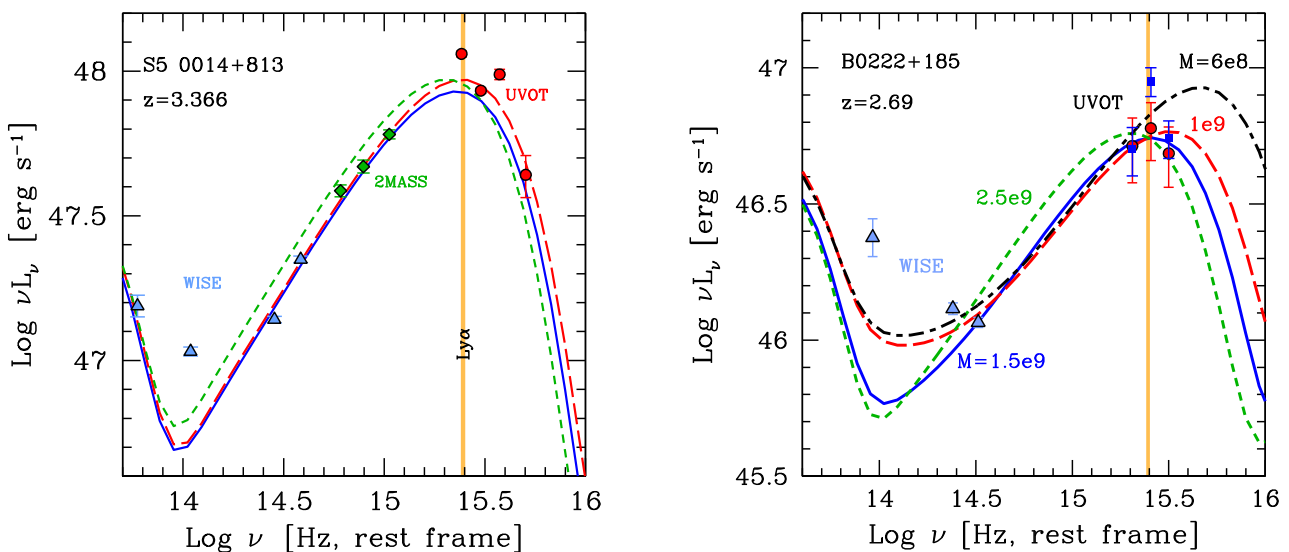 S5 0014+813
z=3.366
UVOT
2MASS
WISE
Lyα
48
47.5
47
14
14.5
15
15.5
16
Log νLν [erg s⁻¹]
Log ν [Hz, rest frame]
B0222+185
z=2.69
M=6e8
UVOT
1e9
2.5e9
WISE
M=1.5e9
47
46.5
46
45.5
14
14.5
15
15.5
16
Log νLν [erg s⁻¹]
Log ν [Hz, rest frame]